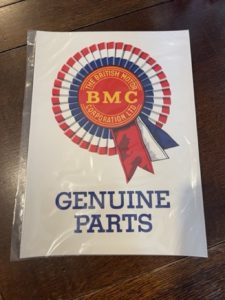 THE BRITISH MOTOR
BMC
CORPORATION LTD
GENUINE
PARTS